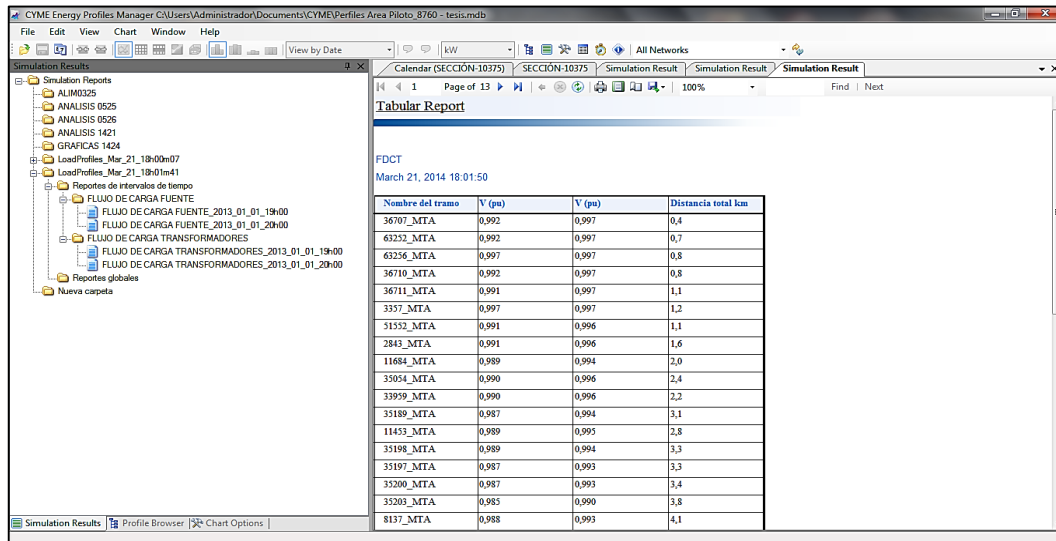 CYME Energy Profiles Manager C:\Users\Administrador\Documents\CYME\Perfiles Area Piloto_8760 - tesis.mdb
File Edit View Chart Window Help
View by Date kW All Networks
Simulation Results
Simulation Reports
ALIM0325
ANALISIS 0525
ANALISIS 0526
ANALISIS 1421
GRAFICAS 1424
LoadProfiles_Mar_21_18h00m07
LoadProfiles_Mar_21_18h01m41
Reportes de intervalos de tiempo
FLUJO DE CARGA FUENTE
FLUJO DE CARGA FUENTE_2013_01_01_19h00
FLUJO DE CARGA FUENTE_2013_01_01_20h00
FLUJO DE CARGA TRANSFORMADORES
FLUJO DE CARGA TRANSFORMADORES_2013_01_01_19h00
FLUJO DE CARGA TRANSFORMADORES_2013_01_01_20h00
Reportes globales
Nueva carpeta
Simulation Results Profile Browser Chart Options
Calendar (SECCIÓN-10375) SECCIÓN-10375 Simulation Result Simulation Result Simulation Result
1 Page of 13 100% Find | Next
Tabular Report
FDCT
March 21, 2014 18:01:50
Nombre del tramo V (pu) V (pu) Distancia total km
36707_MTA 0,992 0,997 0,4
63252_MTA 0,992 0,997 0,7
63256_MTA 0,997 0,997 0,8
36710_MTA 0,992 0,997 0,8
36711_MTA 0,991 0,997 1,1
3357_MTA 0,997 0,997 1,2
51552_MTA 0,991 0,996 1,1
2843_MTA 0,991 0,996 1,6
11684_MTA 0,989 0,994 2,0
35054_MTA 0,990 0,996 2,4
33959_MTA 0,990 0,996 2,2
35189_MTA 0,987 0,994 3,1
11453_MTA 0,989 0,995 2,8
35198_MTA 0,989 0,994 3,3
35197_MTA 0,987 0,993 3,3
35200_MTA 0,987 0,993 3,4
35203_MTA 0,985 0,990 3,8
8137_MTA 0,988 0,993 4,1